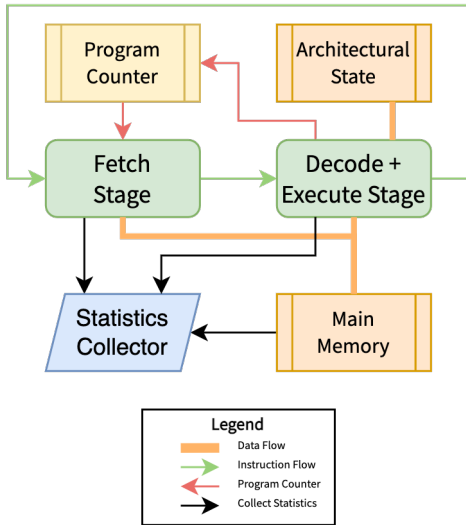 Program
Counter
Architectural
State
Fetch
Stage
Decode +
Execute Stage
Statistics
Collector
Main
Memory
Legend
Data Flow
Instruction Flow
Program Counter
Collect Statistics